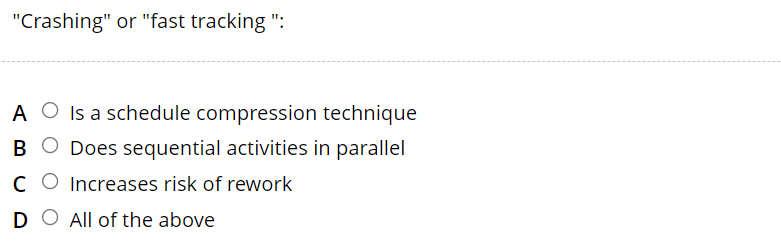 "Crashing" or "fast tracking ":
A Is a schedule compression technique
B Does sequential activities in parallel
C Increases risk of rework
D All of the above